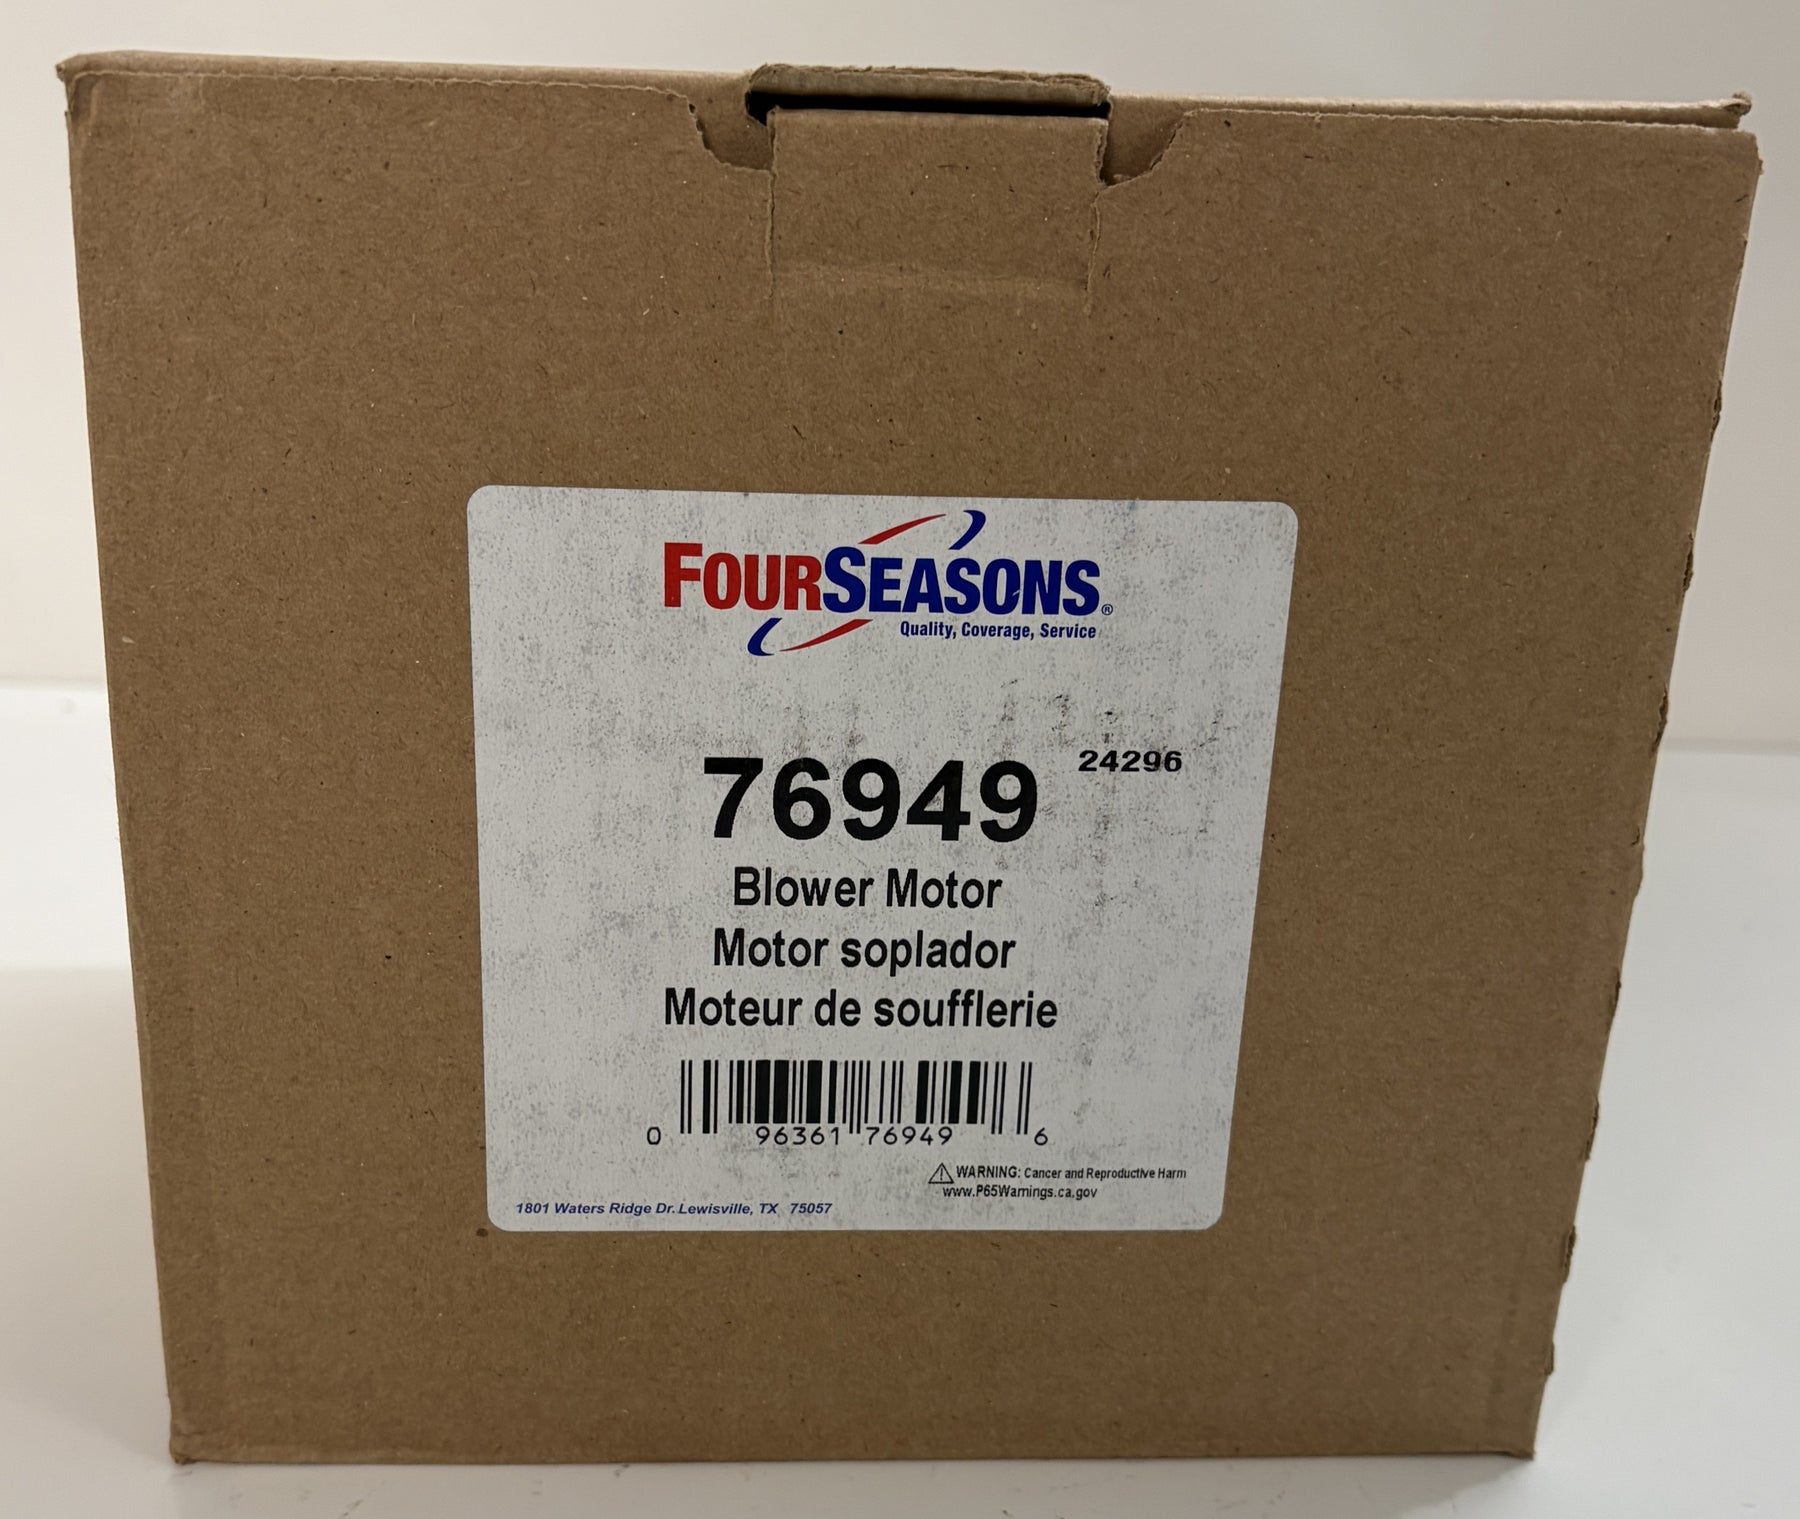 FOURSEASONS®
Quality, Coverage, Service
24296
76949
Blower Motor
Motor soplador
Moteur de soufflerie
0 96361 76949 6
WARNING: Cancer and Reproductive Harm
www.P65Warnings.ca.gov
1801 Waters Ridge Dr. Lewisville, TX 75057